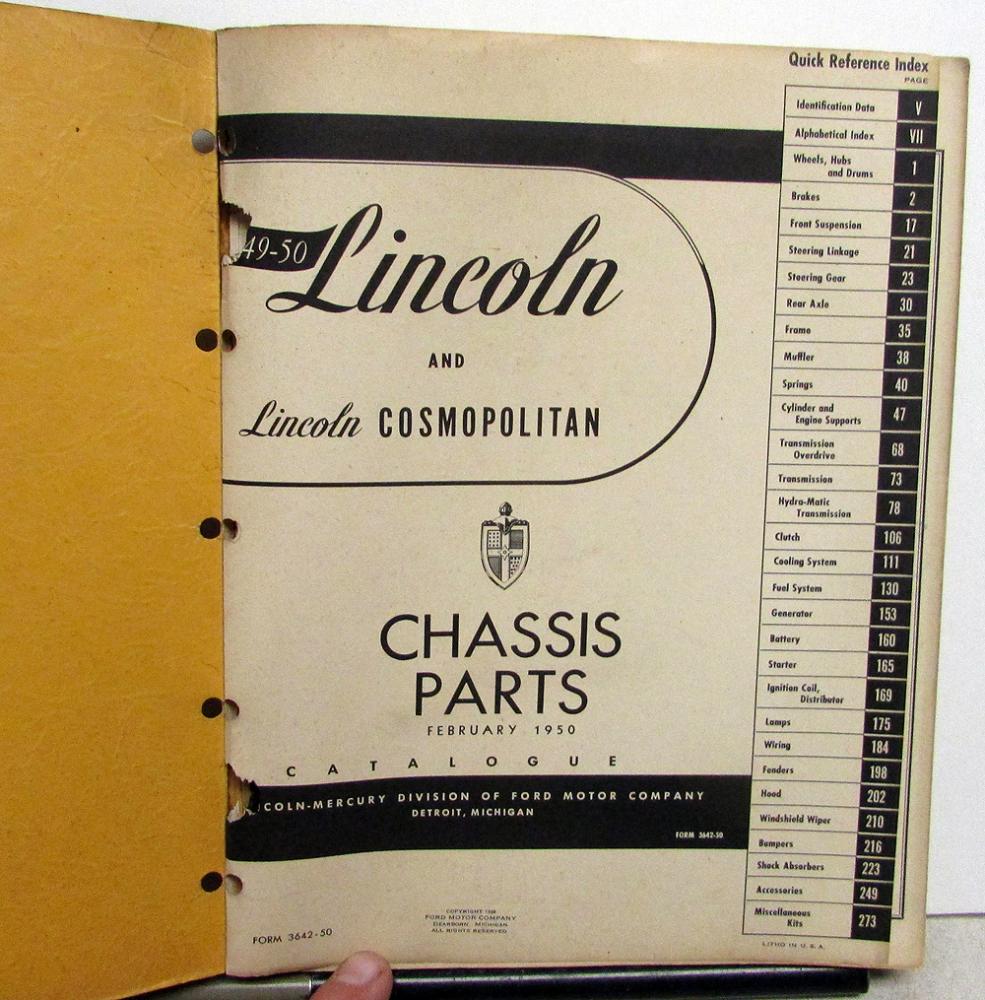 Quick Reference Index
PAGE
Identification Data V
Alphabetical Index VII
Wheels, Hubs
and Drums 1
Brakes 2
Front Suspension 17
Steering Linkage 21
Steering Gear 23
Rear Axle 30
Frame 35
Muffler 38
Springs 40
Cylinder and
Engine Supports 47
Transmission
Overdrive 68
Transmission 73
Hydra-Matic
Transmission 78
Clutch 106
Cooling System 111
Fuel System 130
Generator 153
Battery 160
Starter 165
Ignition Coil,
Distributor 169
Lamps 175
Wiring 184
Fenders 198
Hood 202
Windshield Wiper 210
Bumpers 216
Shock Absorbers 223
Accessories 249
Miscellaneous
Kits 273
LITHO IN U.S.A.
49-50 Lincoln
AND
Lincoln COSMOPOLITAN
CHASSIS
PARTS
FEBRUARY 1950
CATALOGUE
COLN-MERCURY DIVISION OF FORD MOTOR COMPANY
DETROIT, MICHIGAN
FORM 3642-50
COPYRIGHT
FORD MOTOR COMPANY
DEARBORN MICHIGAN
ALL RIGHTS RESERVED
FORM 3642-50